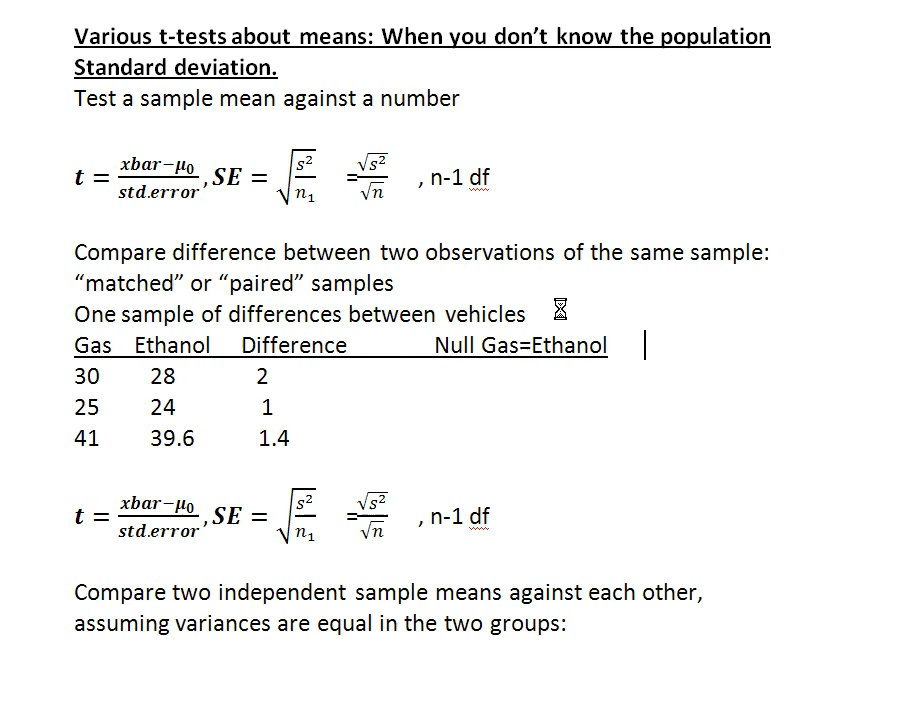 Various t-tests about means: When you don't know the population
Standard deviation.
Test a sample mean against a number
t = xbar−μ₀/std.error, SE = √(s²/n₁) =√s²/√n , n-1 df
Compare difference between two observations of the same sample:
“matched” or “paired” samples
One sample of differences between vehicles
Gas Ethanol Difference Null Gas=Ethanol
30 28 2
25 24 1
41 39.6 1.4
t = xbar−μ₀/std.error, SE = √(s²/n₁) =√s²/√n , n-1 df
Compare two independent sample means against each other,
assuming variances are equal in the two groups: